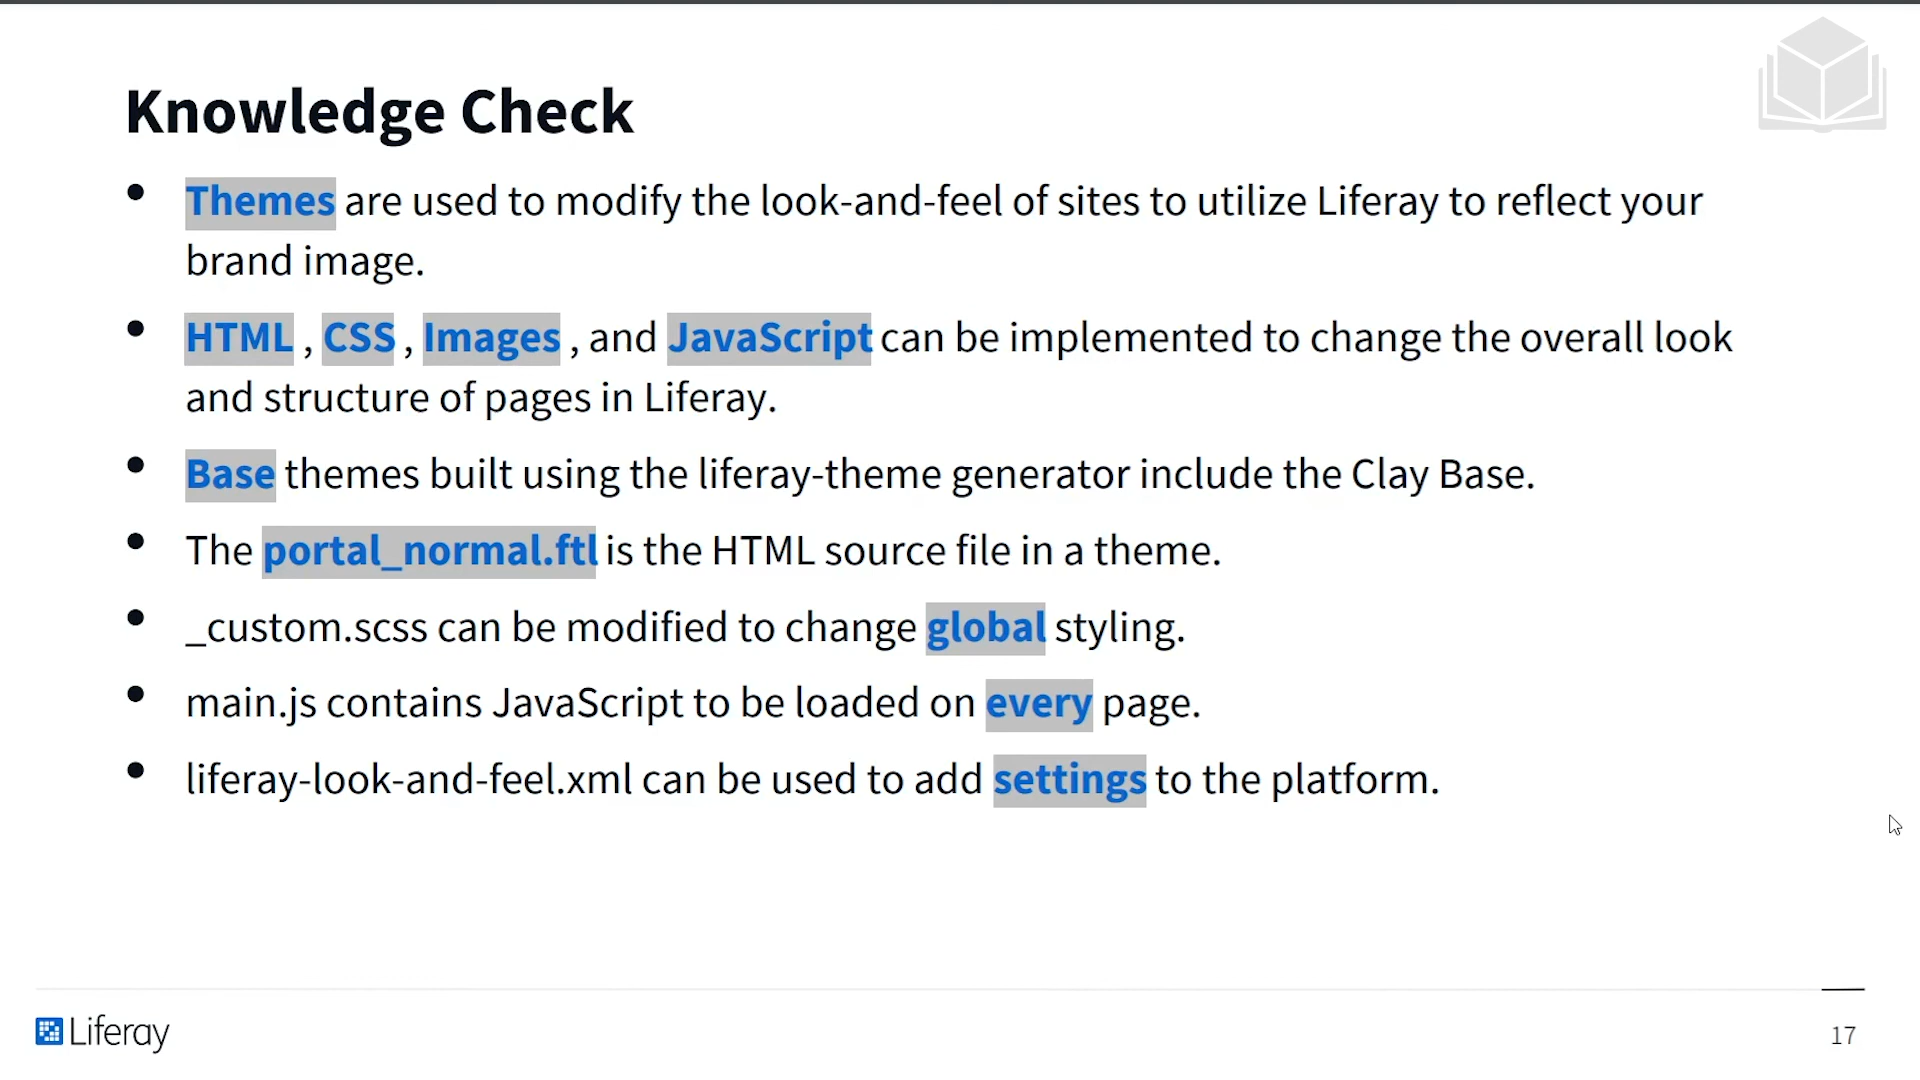 Knowledge Check
• Themes are used to modify the look-and-feel of sites to utilize Liferay to reflect your
brand image.
• HTML , CSS , Images , and JavaScript can be implemented to change the overall look
and structure of pages in Liferay.
• Base themes built using the liferay-theme generator include the Clay Base.
• The portal_normal.ftl is the HTML source file in a theme.
• _custom.scss can be modified to change global styling.
• main.js contains JavaScript to be loaded on every page.
• liferay-look-and-feel.xml can be used to add settings to the platform.
Liferay
17